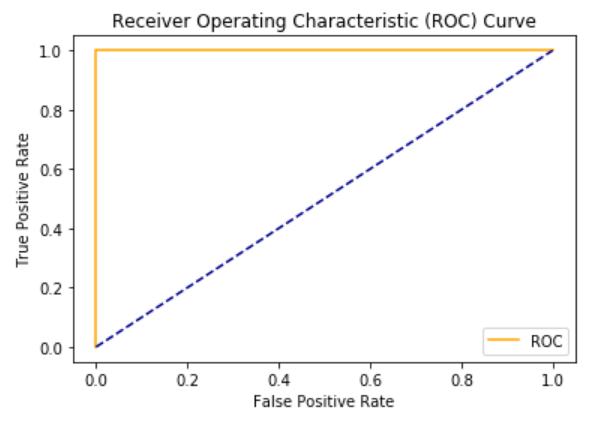 Receiver Operating Characteristic (ROC) Curve
True Positive Rate
1.0
0.8
0.6
0.4
0.2
0.0
ROC
0.0 0.2 0.4 0.6 0.8 1.0
False Positive Rate